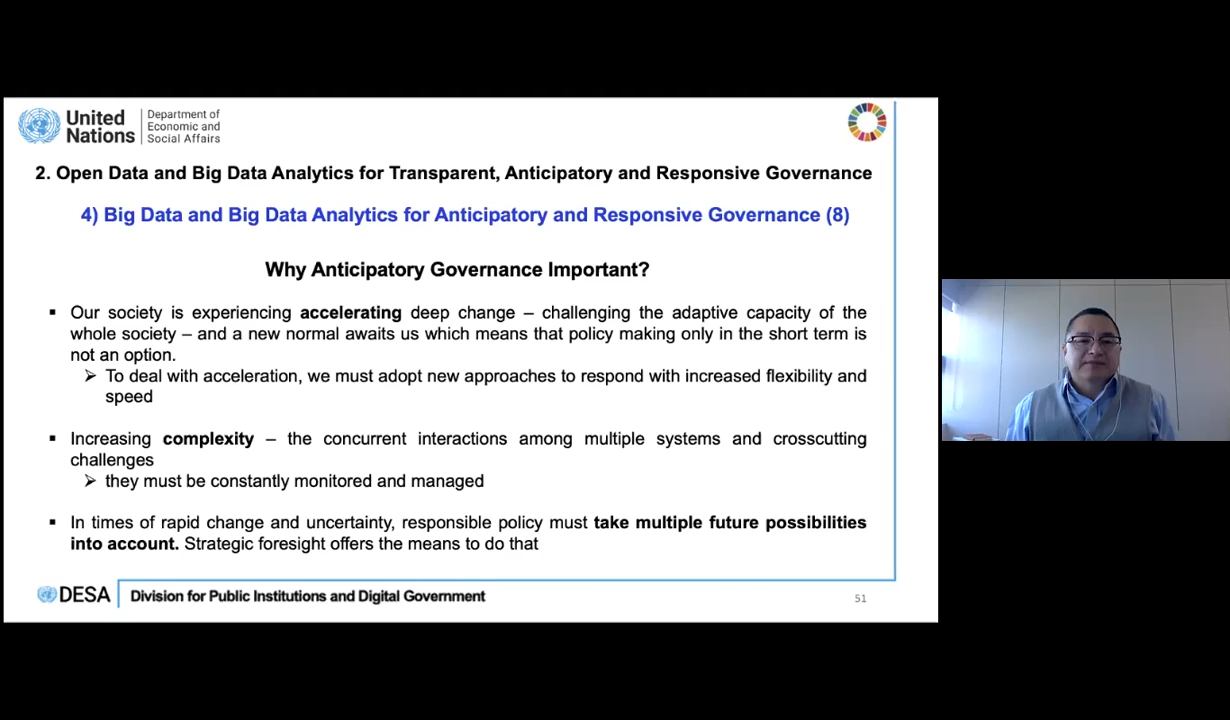 United
Nations
Department of
Economic and
Social Affairs
2. Open Data and Big Data Analytics for Transparent, Anticipatory and Responsive Governance
4) Big Data and Big Data Analytics for Anticipatory and Responsive Governance (8)
Why Anticipatory Governance Important?
▪ Our society is experiencing accelerating deep change – challenging the adaptive capacity of the
whole society – and a new normal awaits us which means that policy making only in the short term is
not an option.
➢ To deal with acceleration, we must adopt new approaches to respond with increased flexibility and
speed
▪ Increasing complexity – the concurrent interactions among multiple systems and crosscutting
challenges
➢ they must be constantly monitored and managed
▪ In times of rapid change and uncertainty, responsible policy must take multiple future possibilities
into account. Strategic foresight offers the means to do that
DESA Division for Public Institutions and Digital Government
51